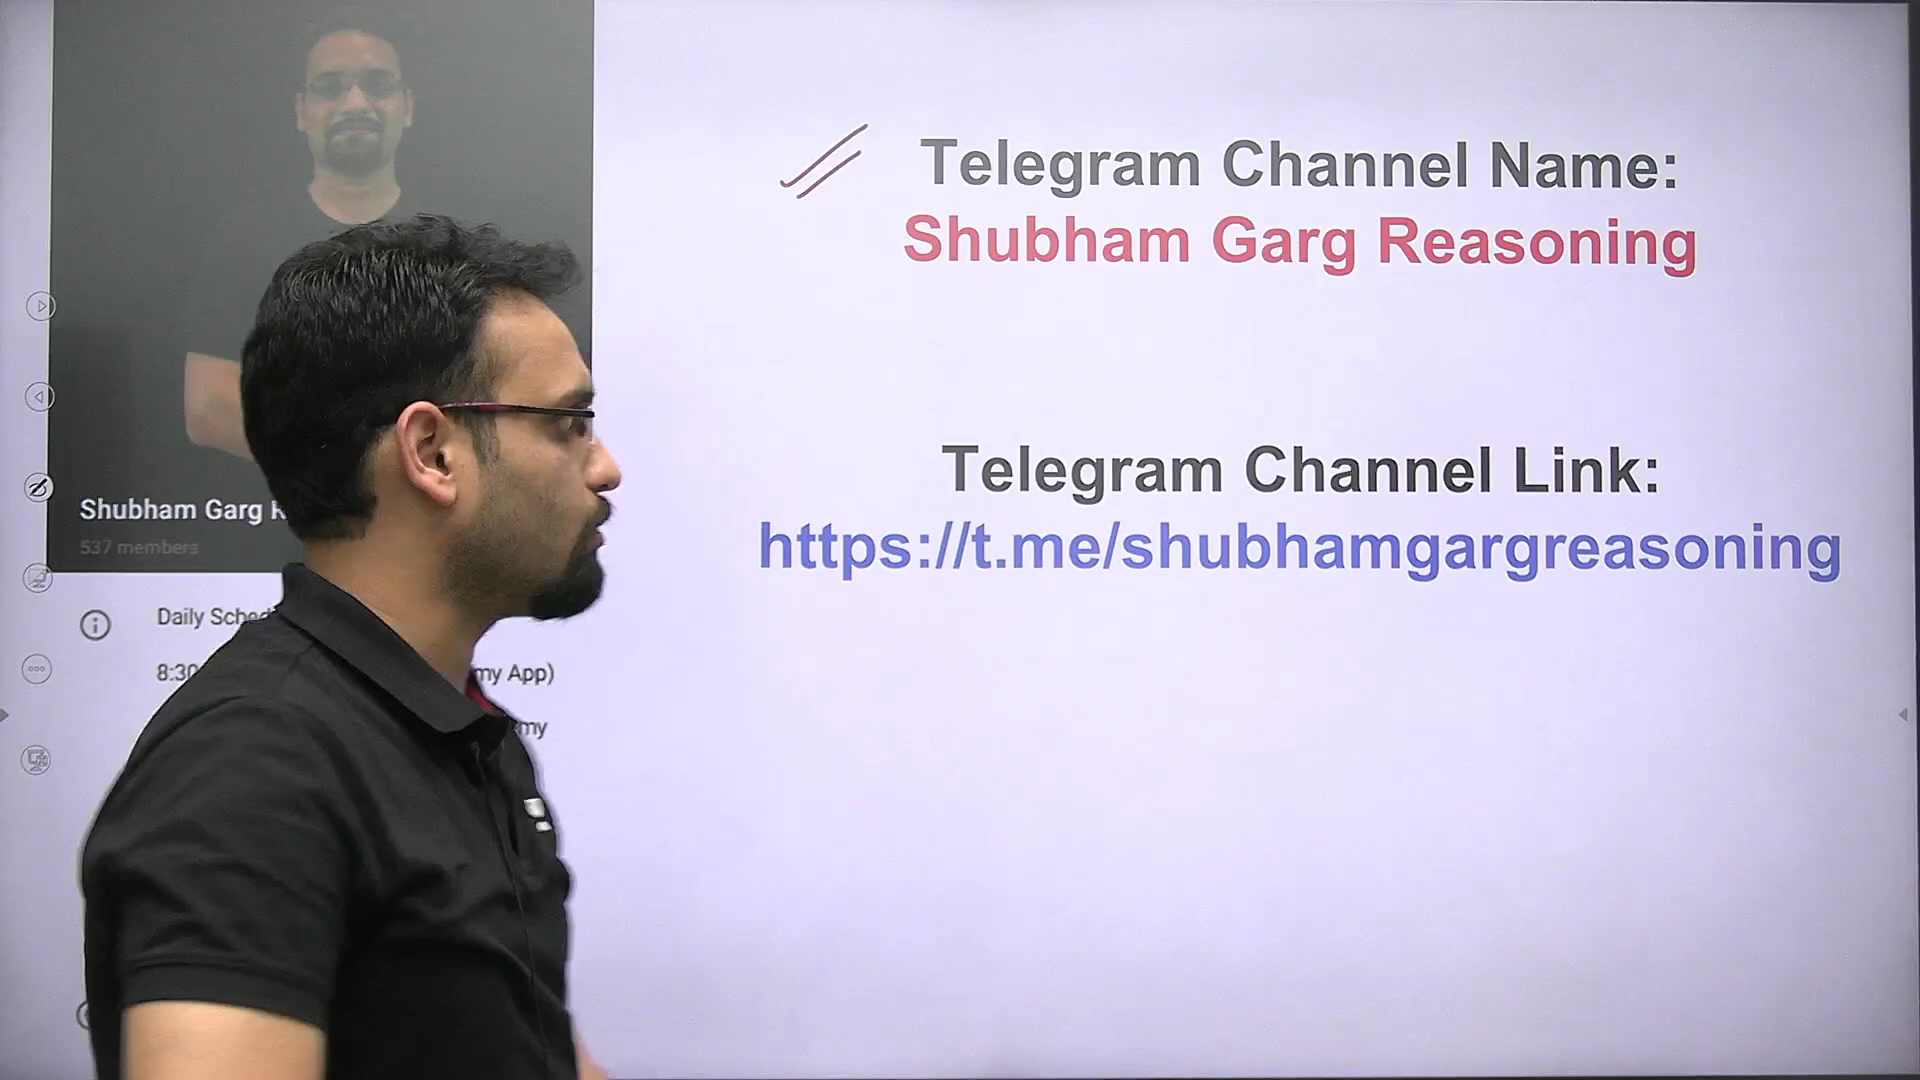 Telegram Channel Name:
Shubham Garg Reasoning
Telegram Channel Link:
https://t.me/shubhamgargreasoning
Shubham Garg
537 members
Daily
8:30
my App)
my